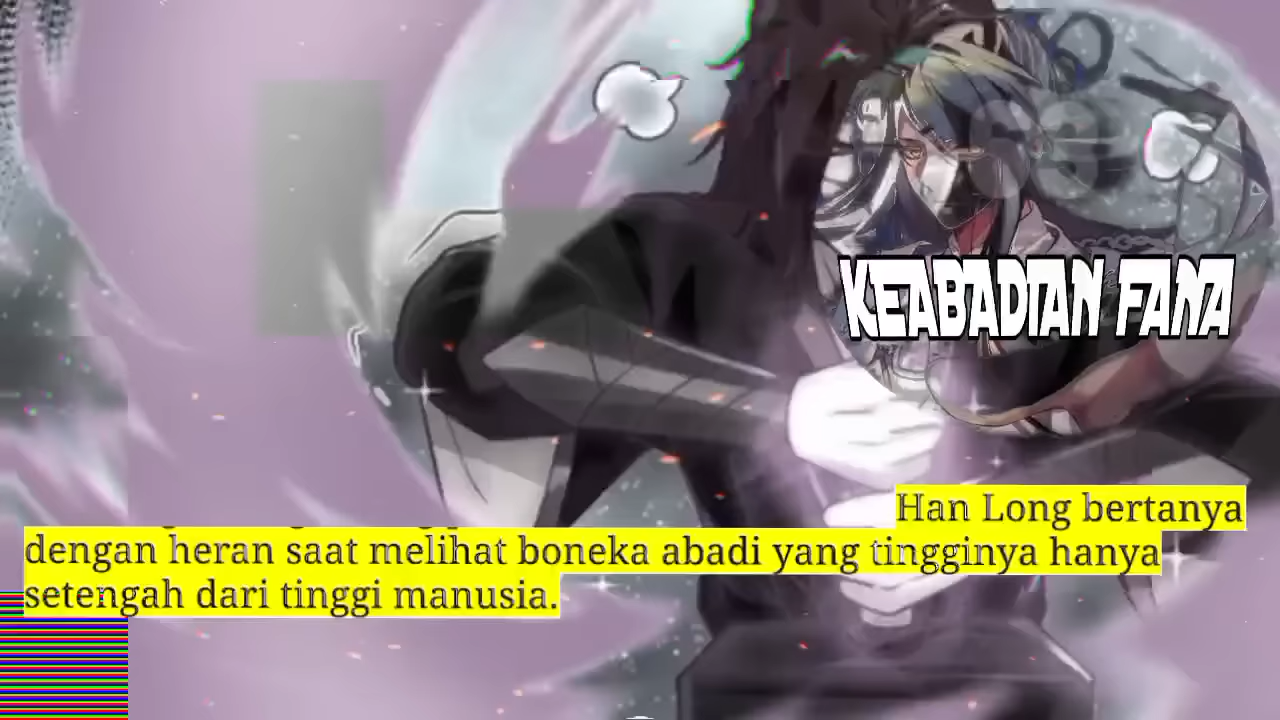 KEABADIAN FANA
Han Long bertanya
dengan heran saat melihat boneka abadi yang tingginya hanya
setengah dari tinggi manusia.